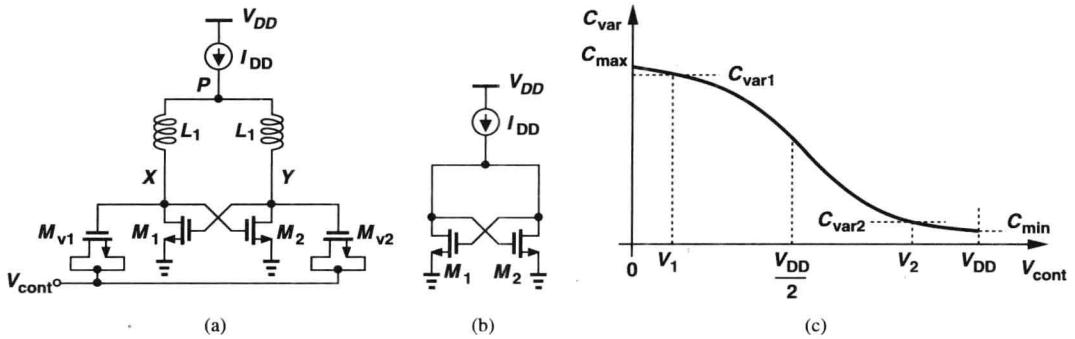 V_DD
I_DD
P
L_1 L_1
X Y
M_v1 M_1 M_2 M_v2
V_cont
(a)
V_DD
I_DD
M_1 M_2
(b)
C_var
C_max
C_var1
C_var2
C_min
0 V_1 V_DD/2 V_2 V_DD V_cont
(c)